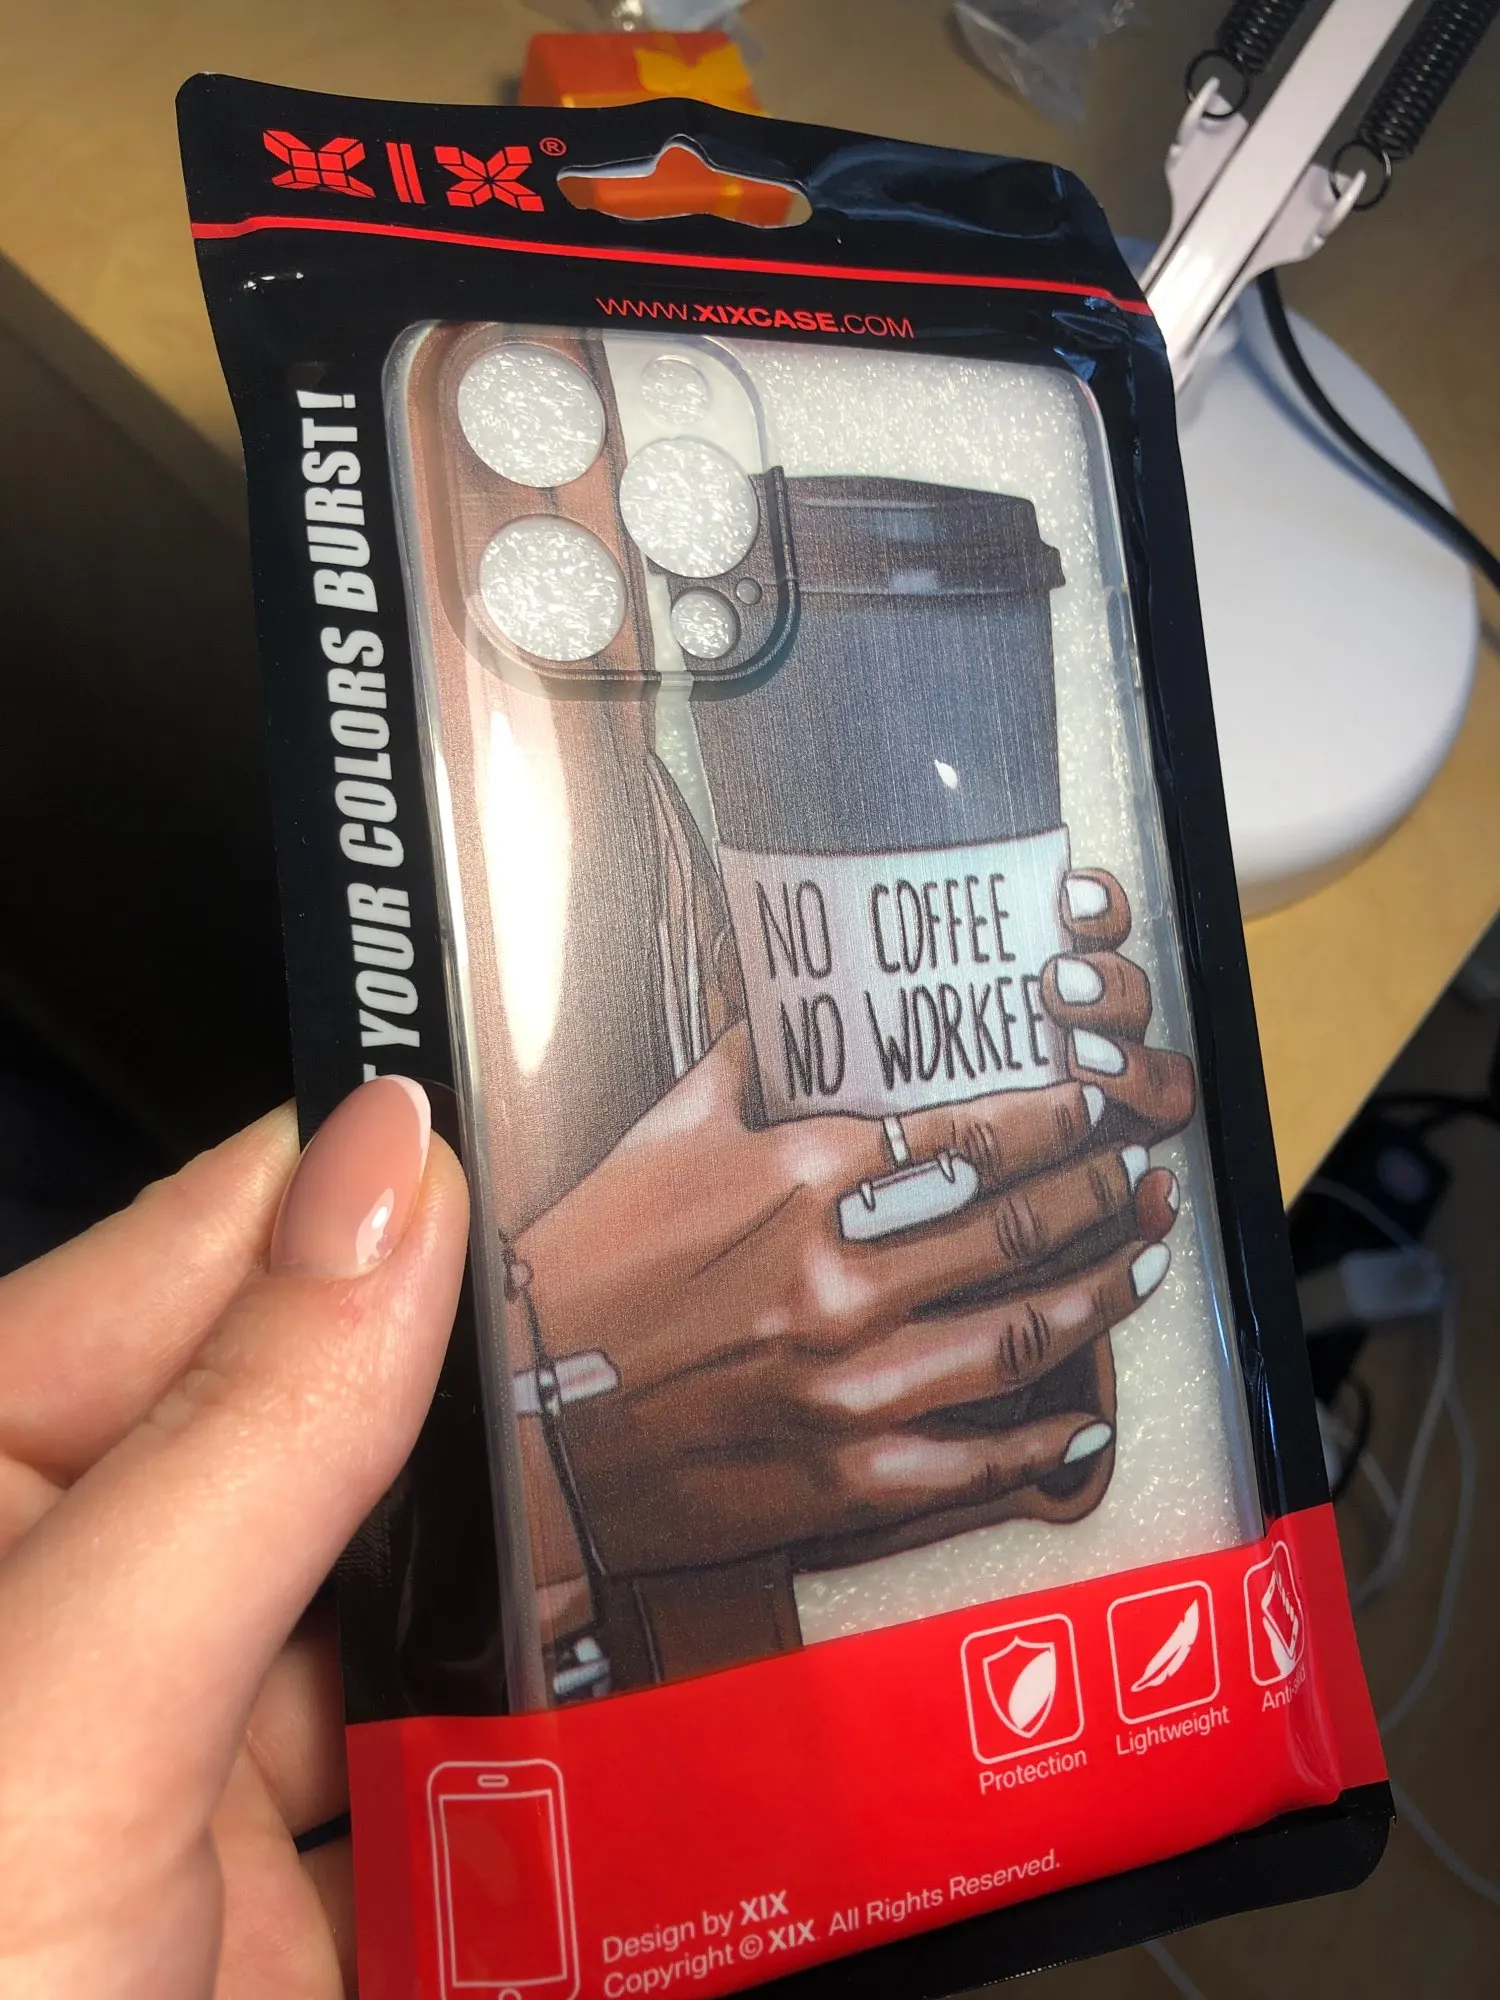 XIX®
WWW.XIXCASE.COM
YOUR COLORS BURST!
NO COFFEE
NO WORKEE
Protection
Lightweight
Design by XIX
Copyright © XIX. All Rights Reserved.